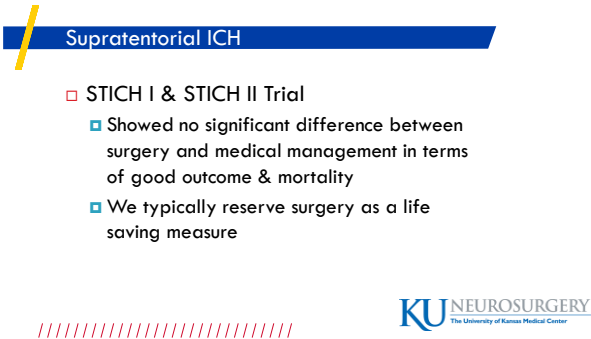 Supratentorial ICH
STICH I & STICH II Trial
Showed no significant difference between
surgery and medical management in terms
of good outcome & mortality
We typically reserve surgery as a life
saving measure
KU NEUROSURGERY
The University of Kansas Medical Center